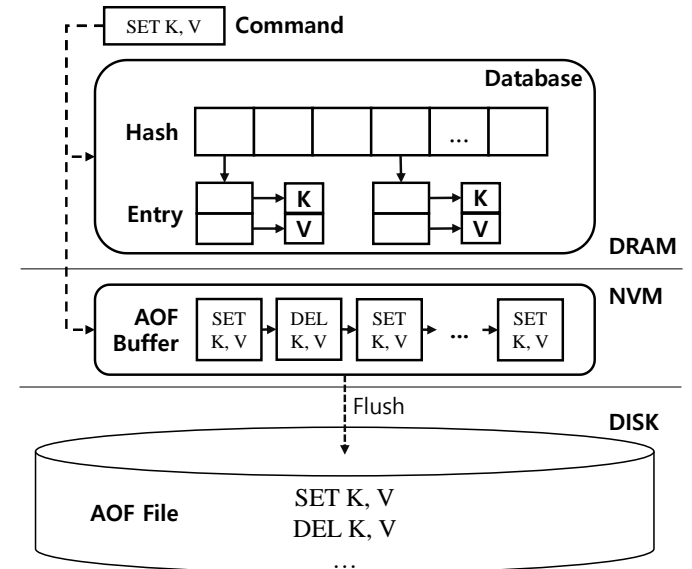 SET K, V Command
Database
Hash
...
Entry
K K
V V
DRAM
NVM
AOF Buffer
SET K, V
DEL K, V
SET K, V
...
SET K, V
Flush
DISK
AOF File
SET K, V
DEL K, V
...